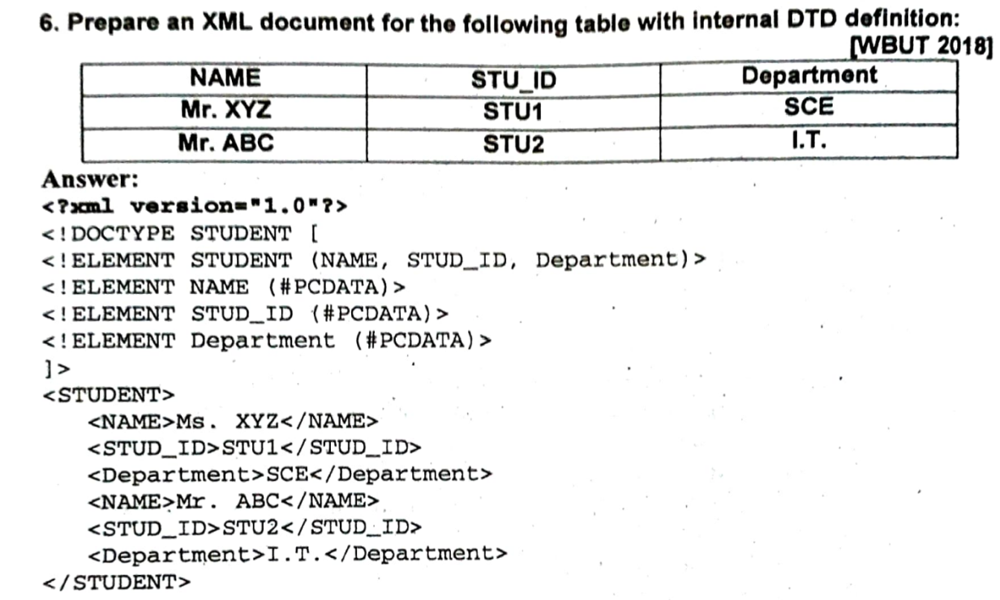 6. Prepare an XML document for the following table with internal DTD definition:
[WBUT 2018]
NAME STU_ID Department
Mr. XYZ STU1 SCE
Mr. ABC STU2 I.T.
Answer:
<?xml version="1.0"?>
<!DOCTYPE STUDENT [
<!ELEMENT STUDENT (NAME, STUD_ID, Department)>
<!ELEMENT NAME (#PCDATA)>
<!ELEMENT STUD_ID (#PCDATA)>
<!ELEMENT Department (#PCDATA)>
]>
<STUDENT>
<NAME>Ms. XYZ</NAME>
<STUD_ID>STU1</STUD_ID>
<Department>SCE</Department>
<NAME>Mr. ABC</NAME>
<STUD_ID>STU2</STUD_ID>
<Department>I.T.</Department>
</STUDENT>